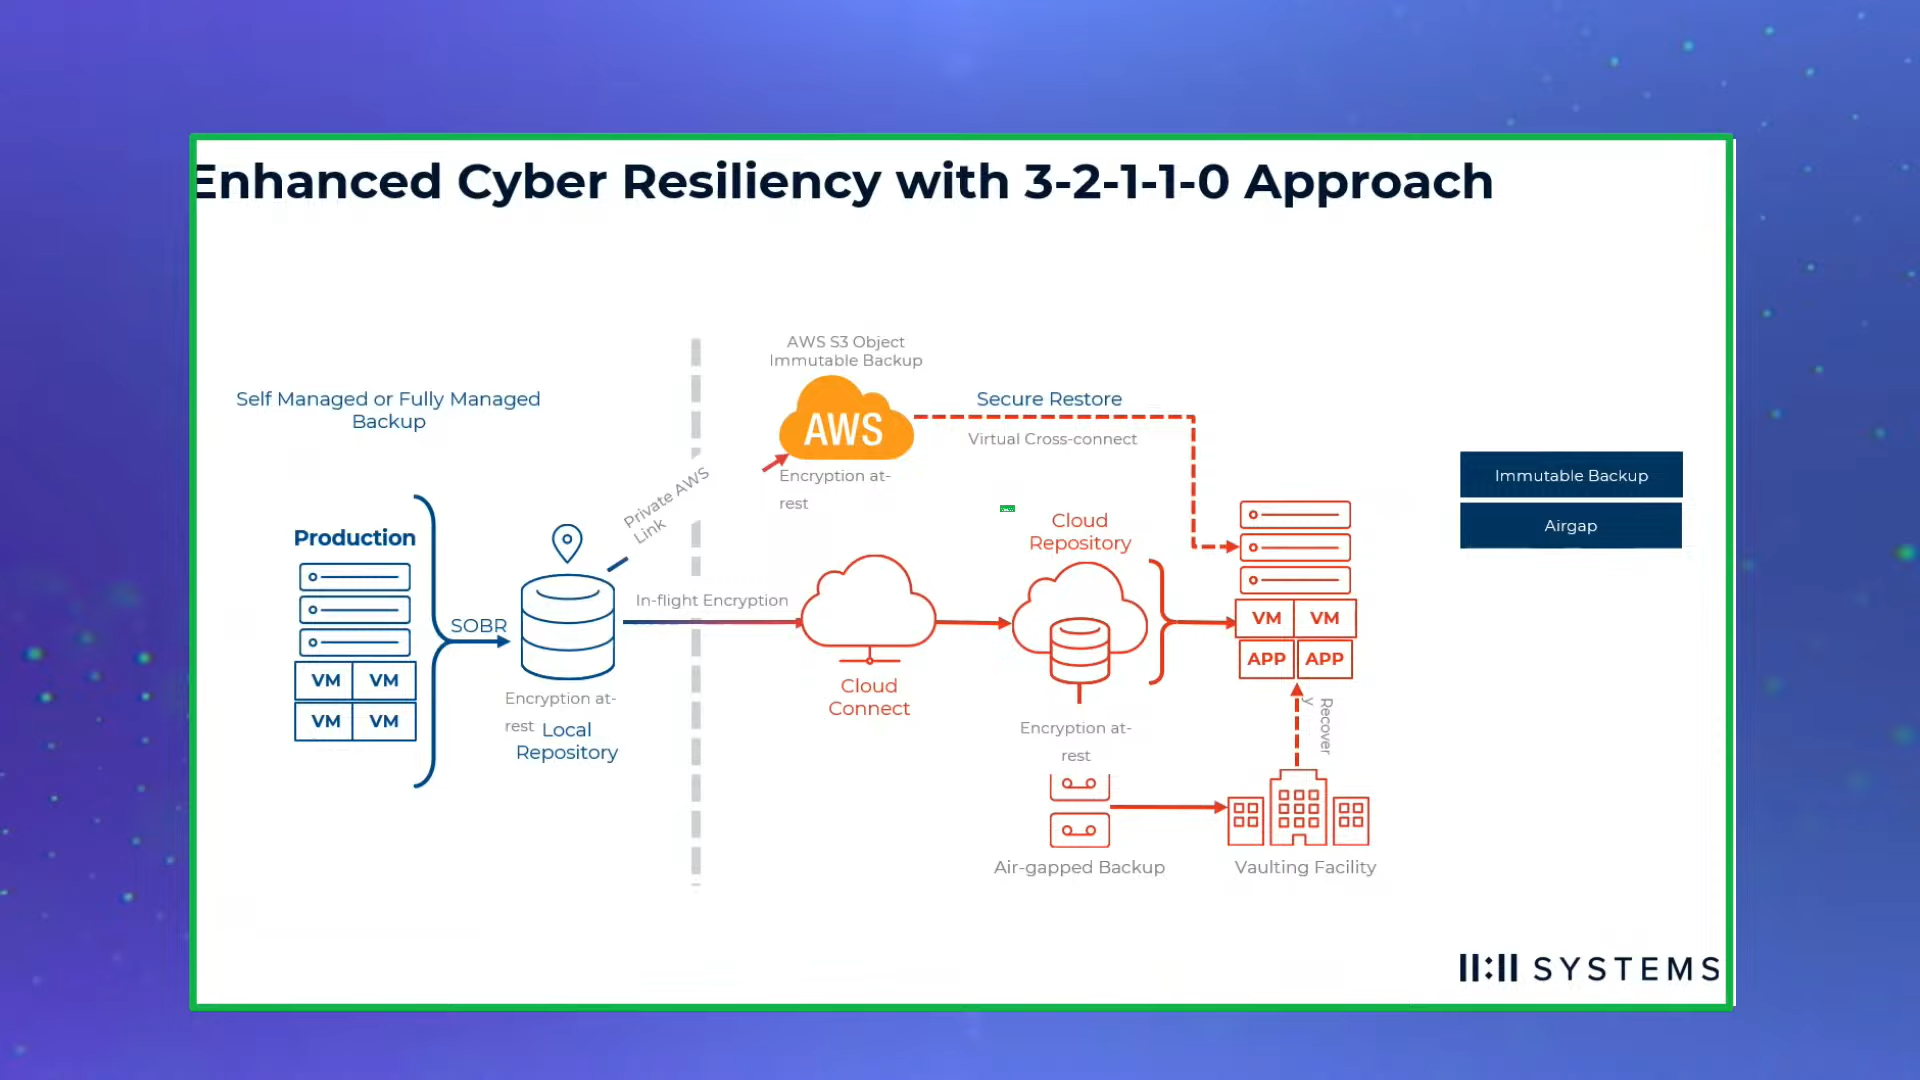 Enhanced Cyber Resiliency with 3-2-1-1-0 Approach
AWS S3 Object
Immutable Backup
Self Managed or Fully Managed
Backup
AWS
Secure Restore
Virtual Cross-connect
Encryption at-
rest
Private AWS
Link
Immutable Backup
Airgap
Production
Cloud
Repository
In-flight Encryption
SOBR
VM VM
VM VM
VM VM
APP APP
Encryption at-
rest
Local
Repository
Cloud
Connect
Encryption at-
rest
Recover
y
Air-gapped Backup
Vaulting Facility
11:11 SYSTEMS